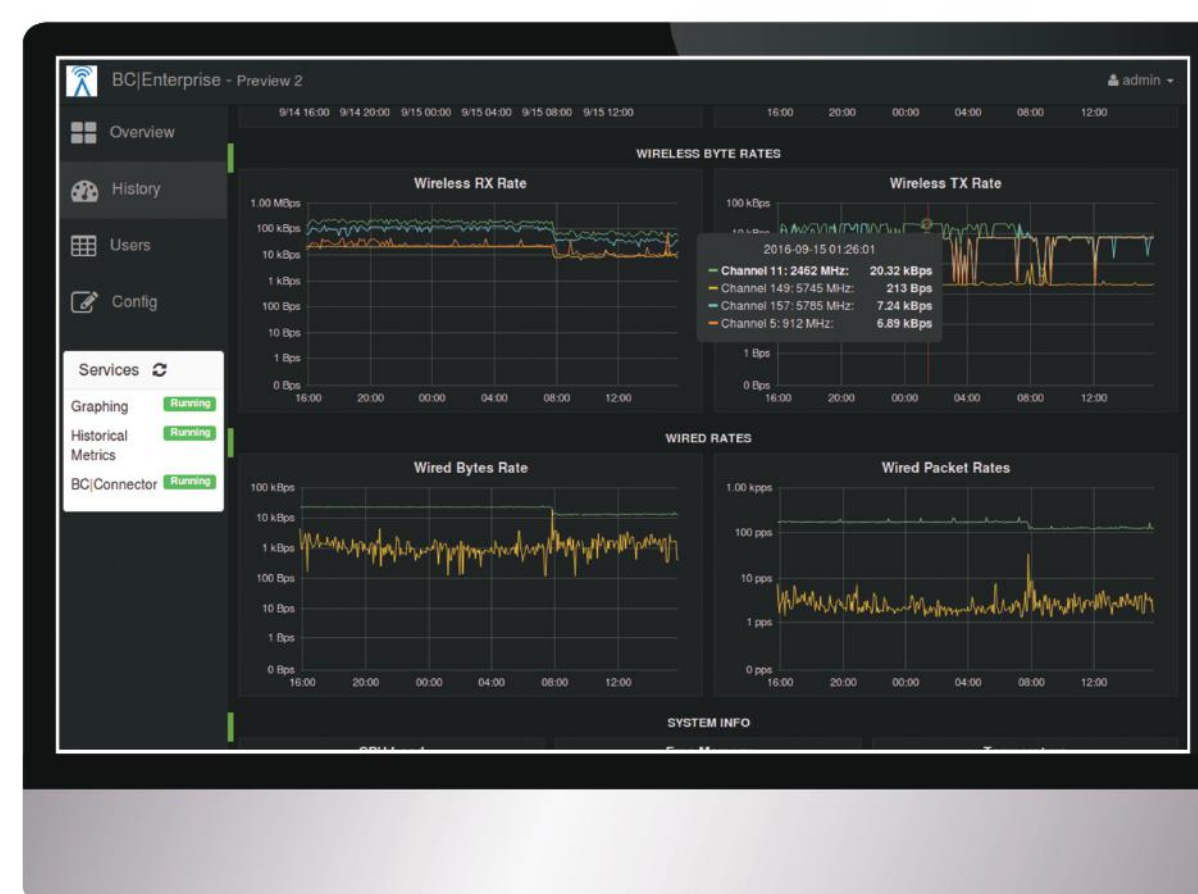 BC|Enterprise - Preview 2
admin
Overview
History
Users
Config
Services
Graphing Running
Historical Metrics Running
BC|Connector Running
9/14 16:00 9/14 20:00 9/15 00:00 9/15 04:00 9/15 08:00 9/15 12:00
16:00 20:00 00:00 04:00 08:00 12:00
WIRELESS BYTE RATES
Wireless RX Rate
1.00 MBps
100 kBps
10 kBps
1 kBps
100 Bps
10 Bps
1 Bps
0 Bps
16:00 20:00 00:00 04:00 08:00 12:00
Wireless TX Rate
100 kBps
10 kBps
2016-09-15 01:26:01
Channel 11: 2462 MHz: 20.32 kBps
Channel 149: 5745 MHz: 213 Bps
Channel 157: 5785 MHz: 7.24 kBps
Channel 5: 912 MHz: 6.89 kBps
1 Bps
0 Bps
16:00 20:00 00:00 04:00 08:00 12:00
WIRED RATES
Wired Bytes Rate
100 kBps
10 kBps
1 kBps
100 Bps
10 Bps
1 Bps
0 Bps
16:00 20:00 00:00 04:00 08:00 12:00
Wired Packet Rates
1.00 kpps
100 pps
10 pps
1 pps
0 pps
16:00 20:00 00:00 04:00 08:00 12:00
SYSTEM INFO